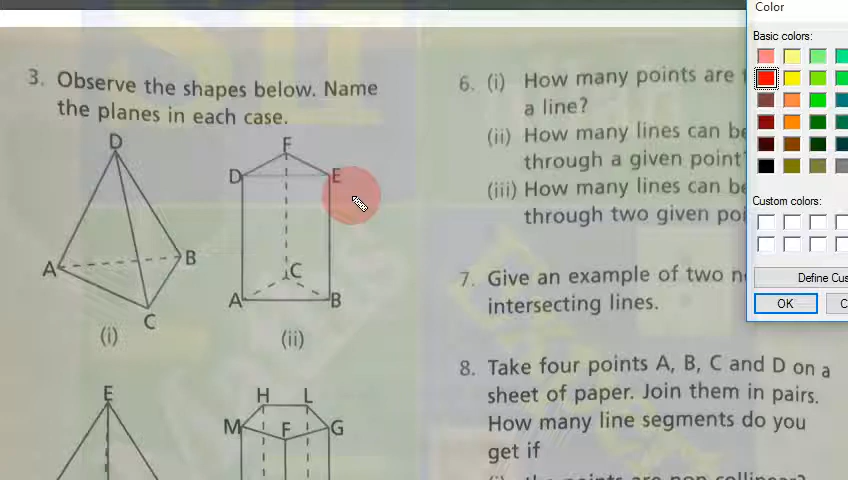 Color
Basic colors:
Custom colors:
OK
3. Observe the shapes below. Name
the planes in each case.
D
A
B
C
(i)
F
D
E
C
A
B
(ii)
E
H
L
M
F
G
6. (i) How many points are
a line?
(ii) How many lines can be
through a given point
(iii) How many lines can be
through two given
7. Give an example of two
intersecting lines.
8. Take four points A, B, C and D on a
sheet of paper. Join them in pairs.
How many line segments do you
get if